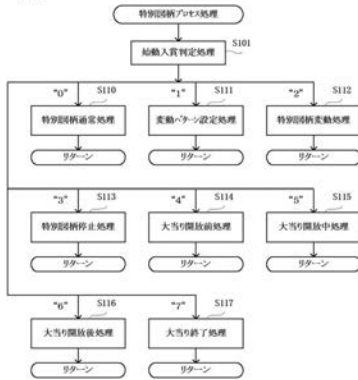 特別図柄プロセス処理
S101
始動入賞判定処理
"0" S110 "1" S111 "2" S112
特別図柄通常処理 変動パターン設定処理 特別図柄変動処理
リターン リターン リターン
"3" S113 "4" S114 "5" S115
特別図柄停止処理 大当り開放前処理 大当り開放中処理
リターン リターン リターン
"6" S116 "7" S117
大当り開放後処理 大当り終了処理
リターン リターン